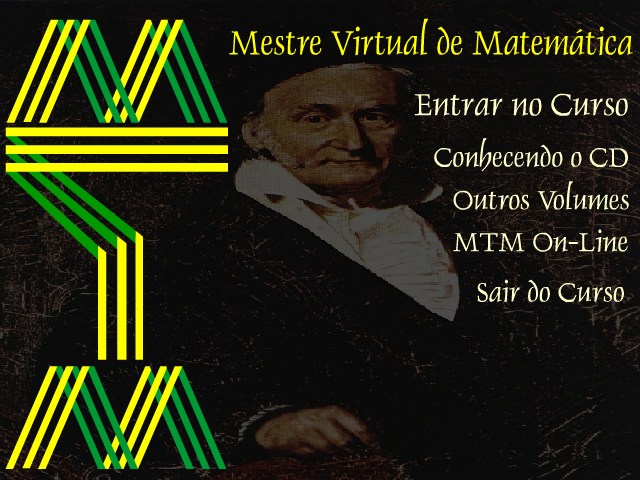 Mestre Virtual de Matemática
Entrar no Curso
Conhecendo o CD
Outros Volumes
MTM On-Line
Sair do Curso
M
T
M